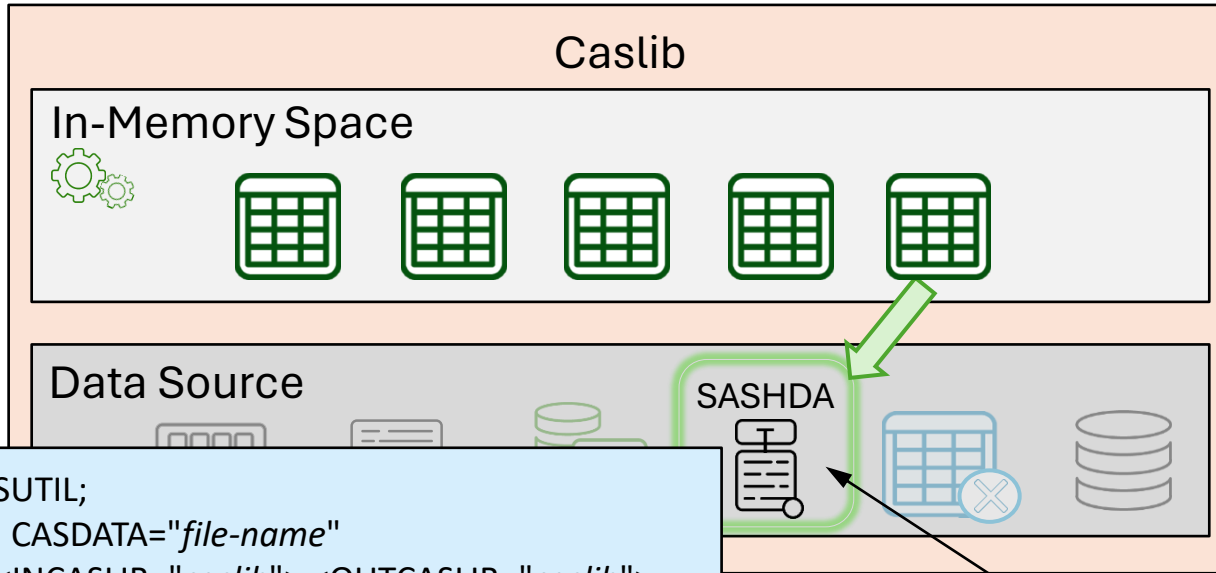 Caslib
In-Memory Space
Data Source
SASHDA
SUTIL;
CASDATA="file-name"